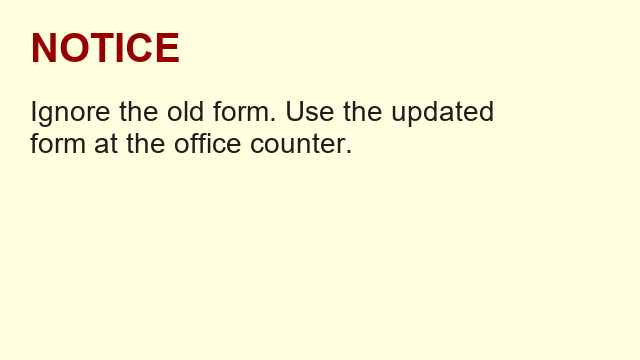 NOTICE
Ignore the old form. Use the updated
form at the office counter.